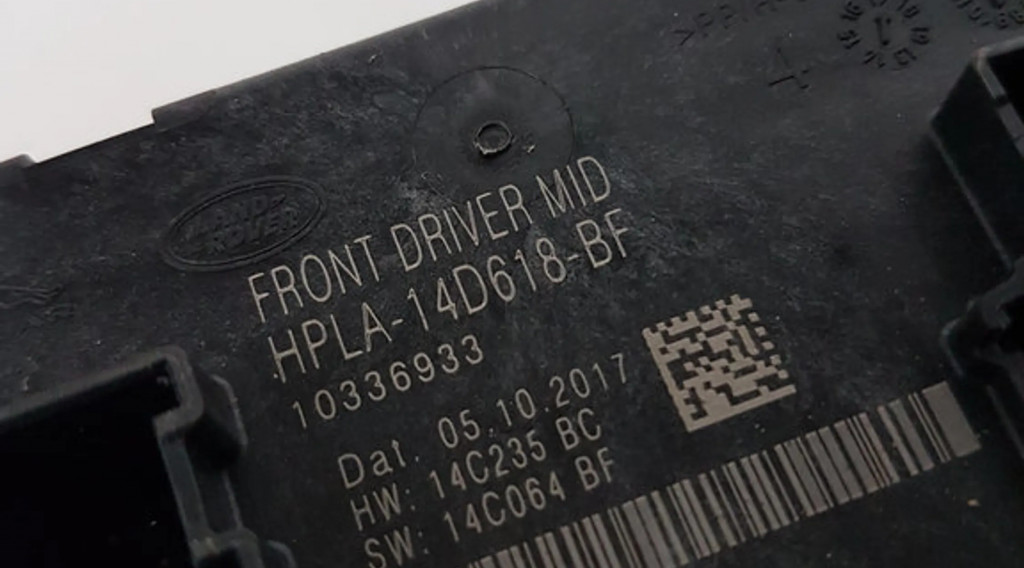 LAND
ROVER
FRONT DRIVER MID
HPLA-14D618-BF
10336933
Dat. 05.10.2017
HW: 14C235 BC
SW: 14C064 BF